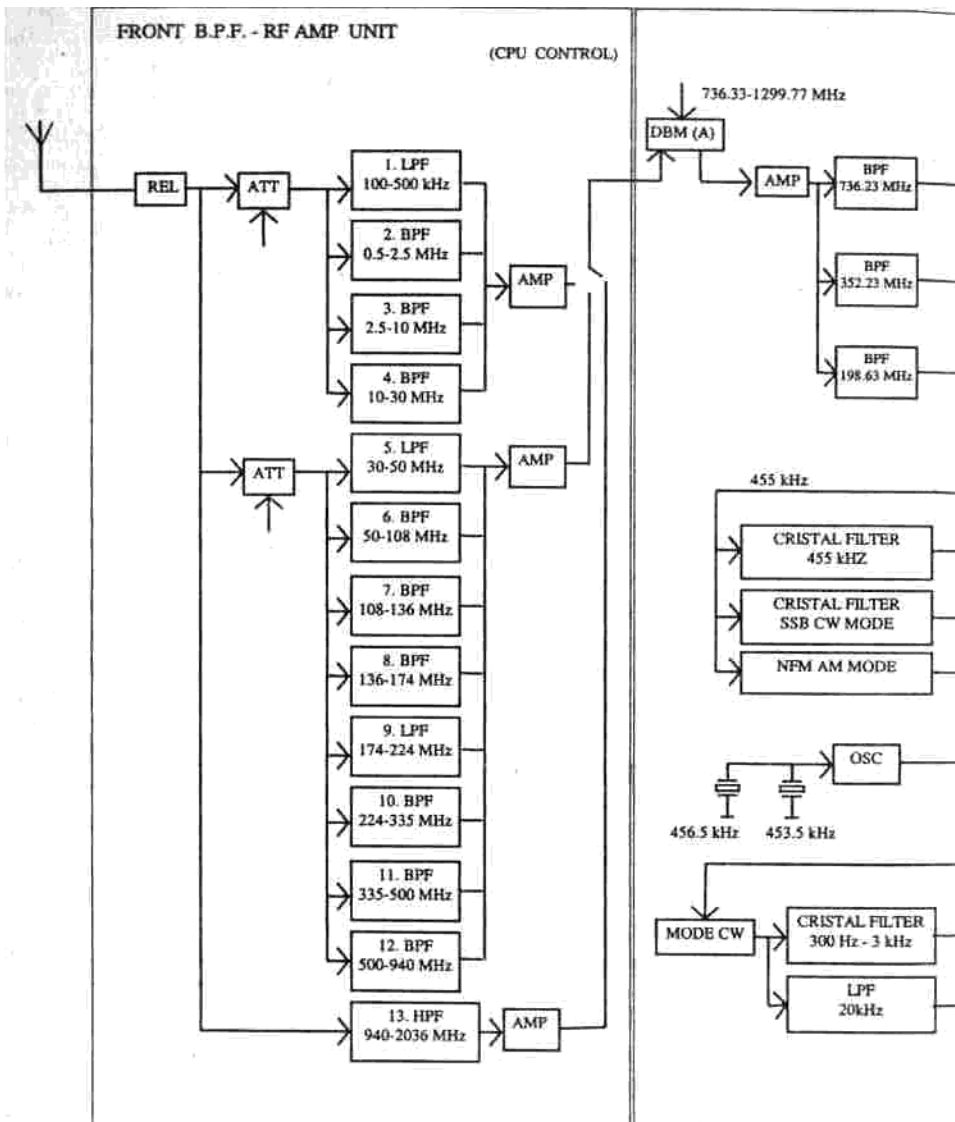 FRONT B.P.F. - RF AMP UNIT
(CPU CONTROL)
REL
ATT
1. LPF
100-500 kHz
2. BPF
0.5-2.5 MHz
3. BPF
2.5-10 MHz
4. BPF
10-30 MHz
AMP
ATT
5. LPF
30-50 MHz
6. BPF
50-108 MHz
7. BPF
108-136 MHz
8. BPF
136-174 MHz
9. LPF
174-224 MHz
10. BPF
224-335 MHz
11. BPF
335-500 MHz
12. BPF
500-940 MHz
AMP
13. HPF
940-2036 MHz
AMP
736.33-1299.77 MHz
DBM (A)
AMP
BPF
736.23 MHz
BPF
352.23 MHz
BPF
198.63 MHz
455 kHz
CRISTAL FILTER
455 kHZ
CRISTAL FILTER
SSB CW MODE
NFM AM MODE
OSC
456.5 kHz
453.5 kHz
MODE CW
CRISTAL FILTER
300 Hz - 3 kHz
LPF
20kHz